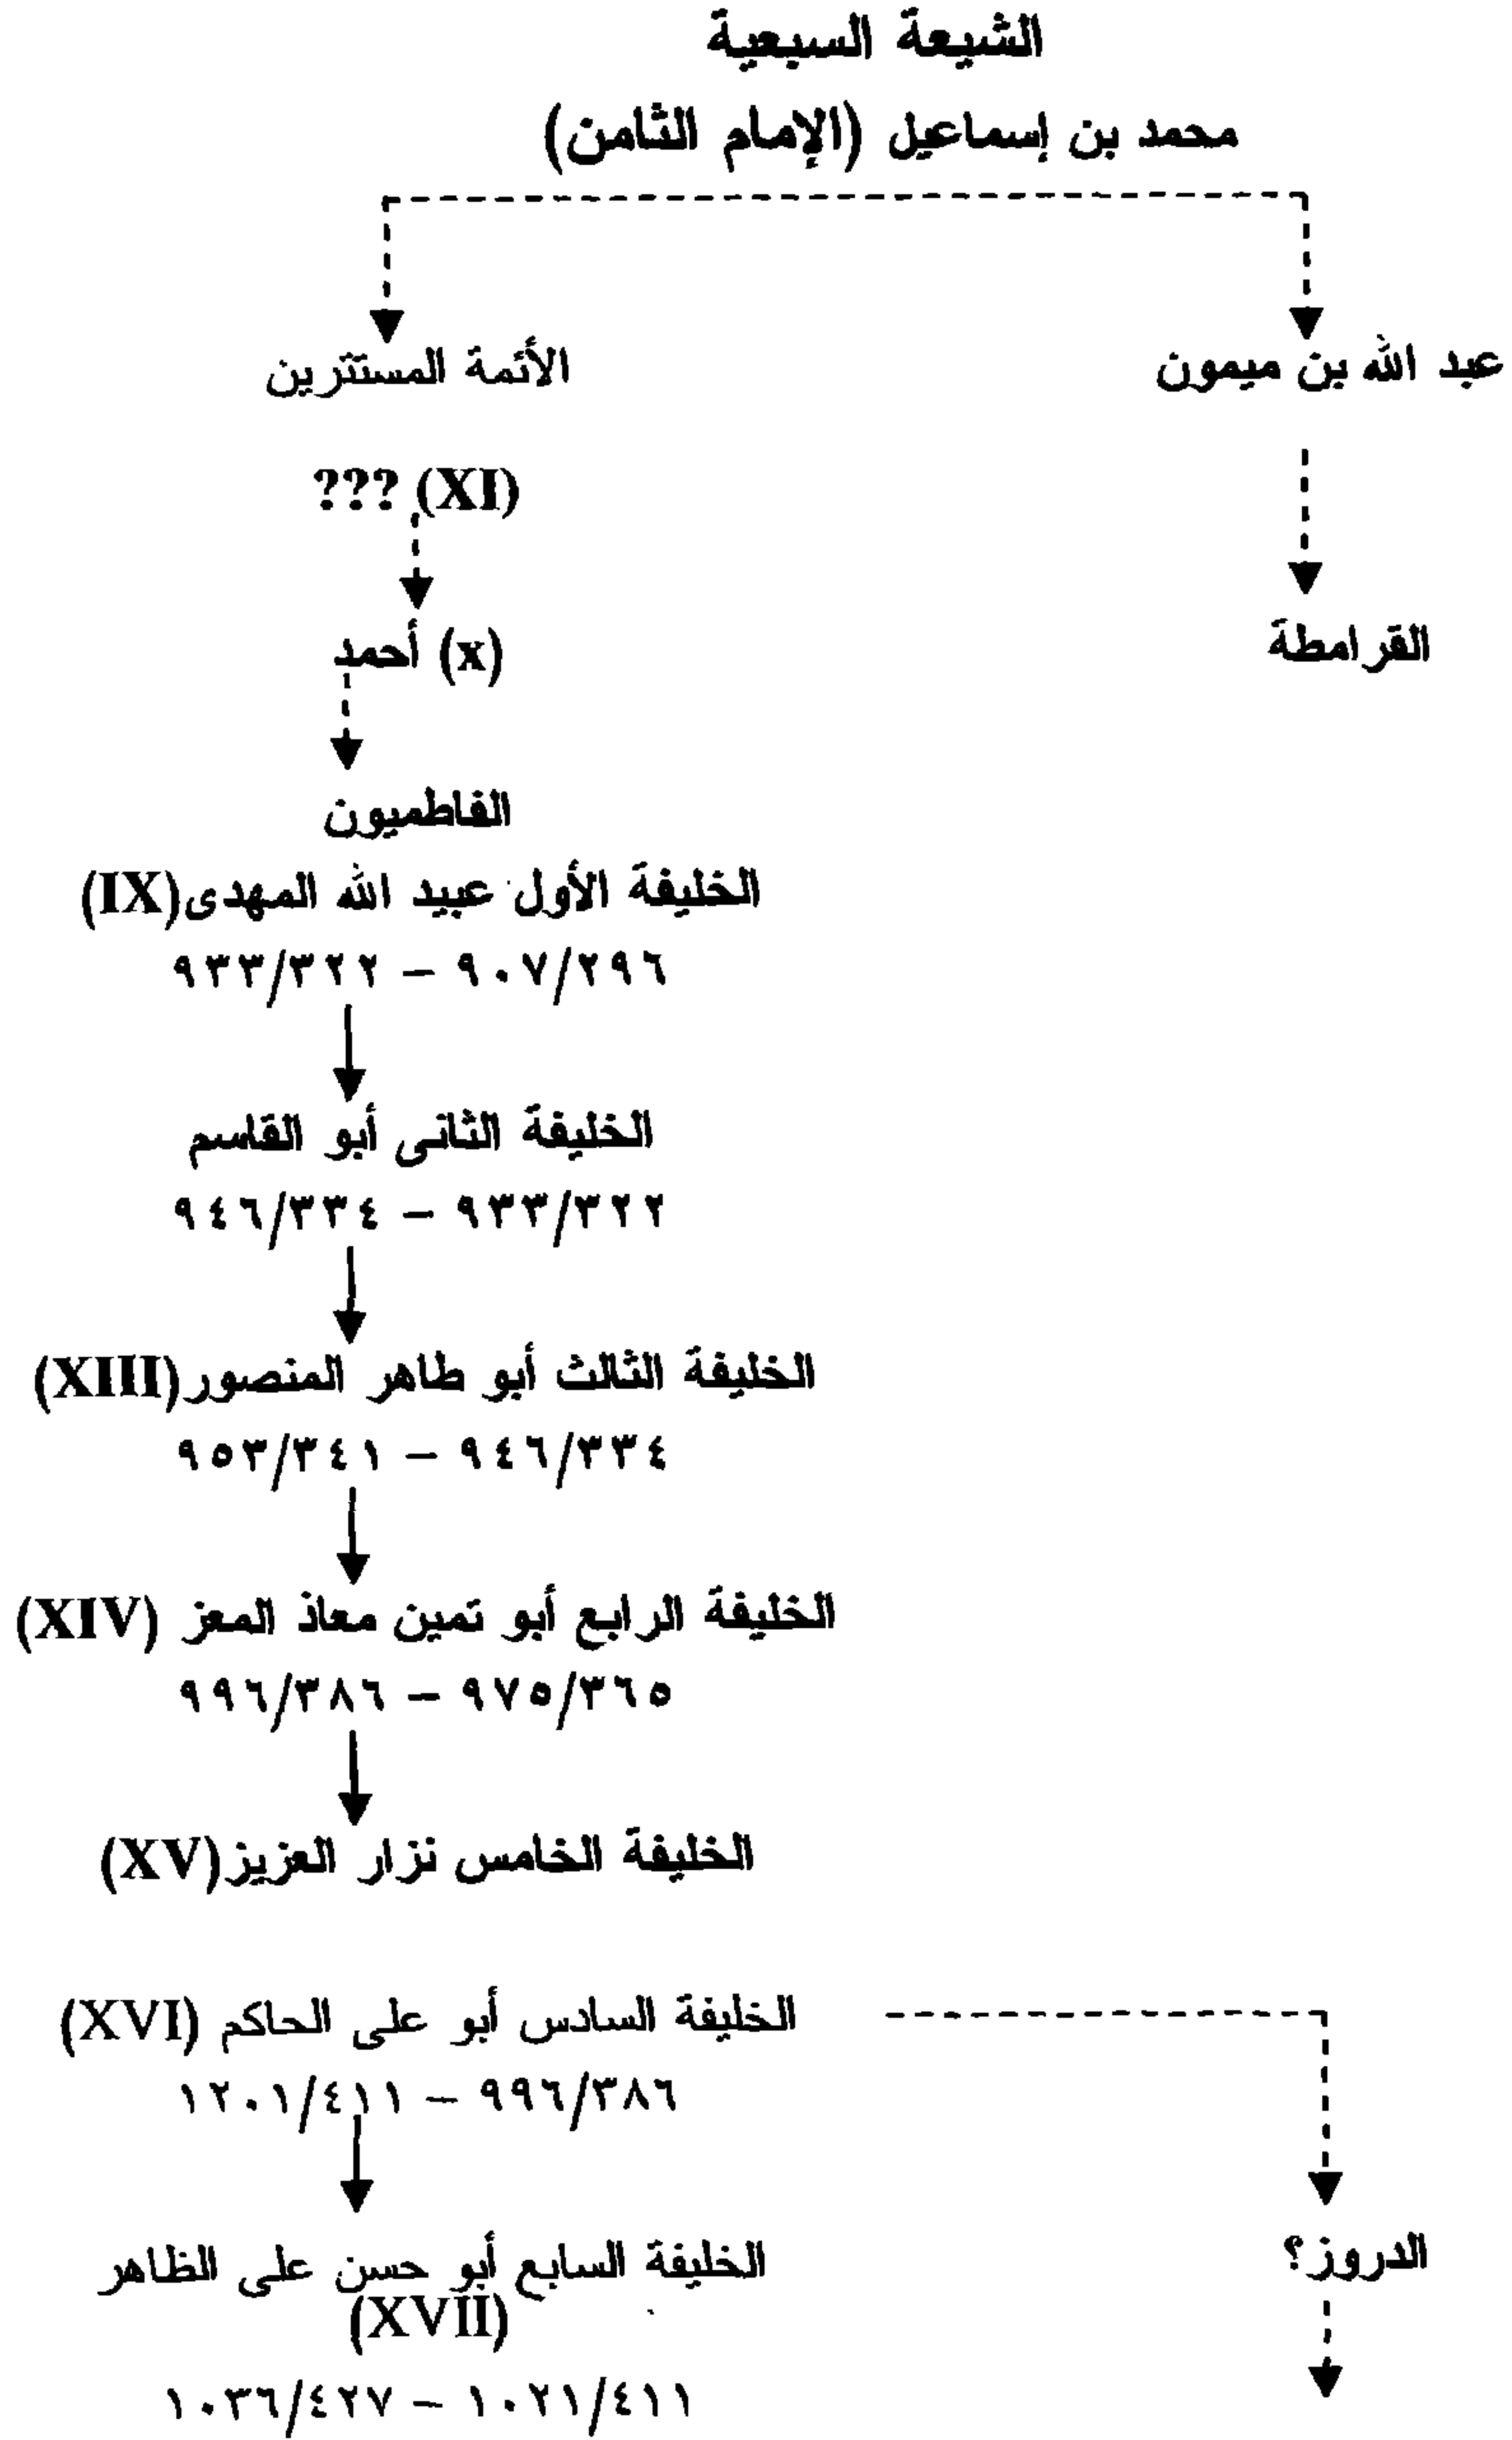 الشيعة السبعية
محمد بن إسماعيل (الإمام الثامن)
عبد الله بن ميمون
القرامطة
الأئمة المستترين
??? (XI)
(x) أحمد
الفاطميون
الخليفة الأول عبيد الله المهدى(IX)
٩٠٧/٢٩٦ – ٩٣٣/٣٢٢
الخليفة الثانى أبو القاسم
٩٣٣/٣٢٢ – ٩٤٦/٣٣٤
الخليفة الثالث أبو طاهر المنصور(XIII)
٩٤٦/٣٣٤ – ٩٥٣/٣٤١
الخليفة الرابع أبو تمين معاذ المعز (XIV)
٩٧٥/٣٦٥ – ٩٩٦/٣٨٦
الخليفة الخامس نزار العزيز(XV)
الخليفة السادس أبو على الحاكم (XVI)
٩٩٦/٣٨٦ – ١٢٠١/٤١١
الخليفة السابع أبو حسن على الظاهر
(XVII)
١٠٢١/٤١١ – ١٠٣٦/٤٢٧
الدروز؟